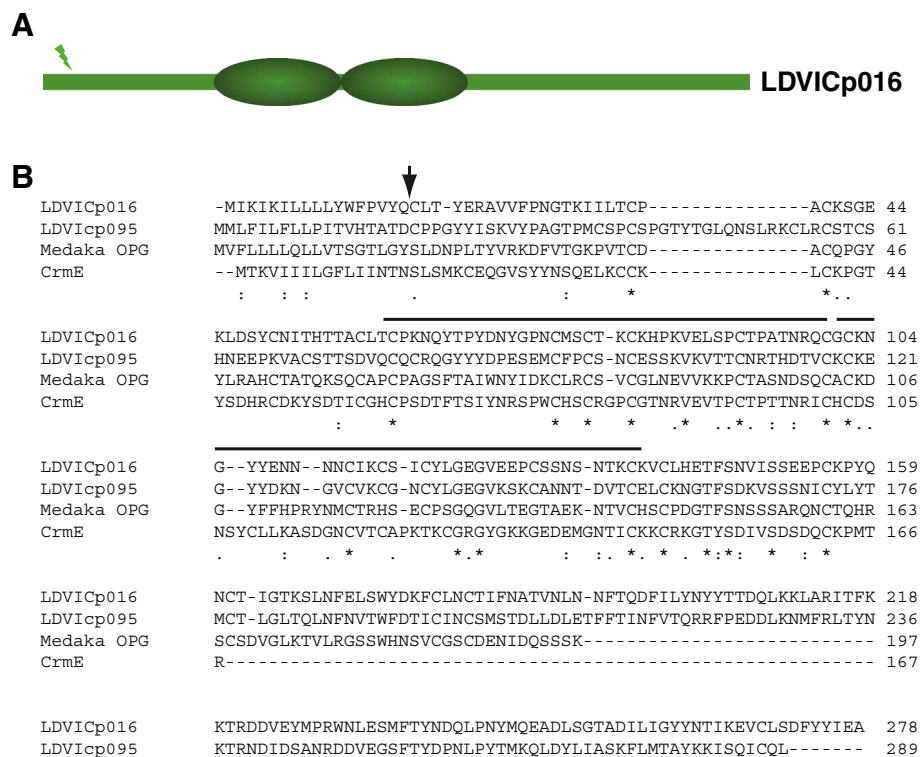 A
LDVICp016
B
LDVICp016 -MIKIKILLLLYWFPVYQCLT-YERAVVFPNGTKIILTCP---------------ACKSGE 44
LDVICp095 MMLFILFLLPITVHTATDCPPGYYISKVYPAGTPMCSPCSPGTYTGLQNSLRKCLRCSTCS 61
Medaka OPG MVFLLLLQLLVTSGTLGYSLDNPLTYVRKDFVTGKPVTCD---------------ACQPGY 46
CrmE --MTKVIIILGFLIINTNSLSMKCEQGVSYYNSQELKCCK---------------LCKPGT 44
: : : . : * *..
LDVICp016 KLDSYCNITHTTACLTCPKNQYTPYDNYGPNCMSCT-KCKHPKVELSPCTPATNRQCGCKN 104
LDVIcp095 HNEEPKVACSTTSDVQCQCRQGYYYDPESEMCFPCS-NCESSKVKVTTCNRTHDTVCKCKE 121
Medaka OPG YLRAHCTATQKSQCAPCPAGSFTAIWNYIDKCLRCS-VCGLNEVVKKPCTASNDSQCACKD 106
CrmE YSDHRCDKYSDTICGHCPSDTFTSIYNRSPWCHSCRGPCGTNRVEVTPCTPTTNRICHCDS 105
: * * * * .* ..*. : : * *..
LDVICp016 G--YYENN--NNCIKCS-ICYLGEGVEEPCSSNS-NTKCKVCLHETFSNVISSEEPCKPYQ 159
LDVICp095 G--YYDKN--GVCVKCG-NCYLGEGVKSKCANNT-DVTCELCKNGTFSDKVSSSNICYLYT 176
Medaka OPG G--YFFHPRYNMCTRHS-ECPSGQGVLTEGTAEK-NTVCHSCPDGTFSNSSSSARQNCTQHR 163
CrmE NSYCLLKASDGNCVTCAPKTKCGRGYGKKGEDEMGNTICKKCRKGTYSDIVSDSDQCKPMT 166
. : . * . *.* : :. * * *:*: * : *
LDVICp016 NCT-IGTKSLNFELSWYDKFCLNCTIFNATVNLN-NFTQDFILYNYYTTDQLKKLARITFK 218
LDVICp095 MCT-LGLTQLNFNVTWFDTICINCSMSTDLLDLETFFTINFVTQRRFPEDDLKNMFRLTYN 236
Medaka OPG SCSDVGLKTVLRGSSWHNSVCGSCDENIDQSSSK--------------------------- 197
CrmE R------------------------------------------------------------ 167
LDVICp016 KTRDDVEYMPRWNLESMFTYNDQLPNYMQEADLSGTADILIGYYNTIKEVCLSDFYYIEA 278
LDVIcp095 KTRNDIDSANRDDVEGSFTYDPNLPYTMKQLDYLIASKFLMTAYKKISQICQL------- 289